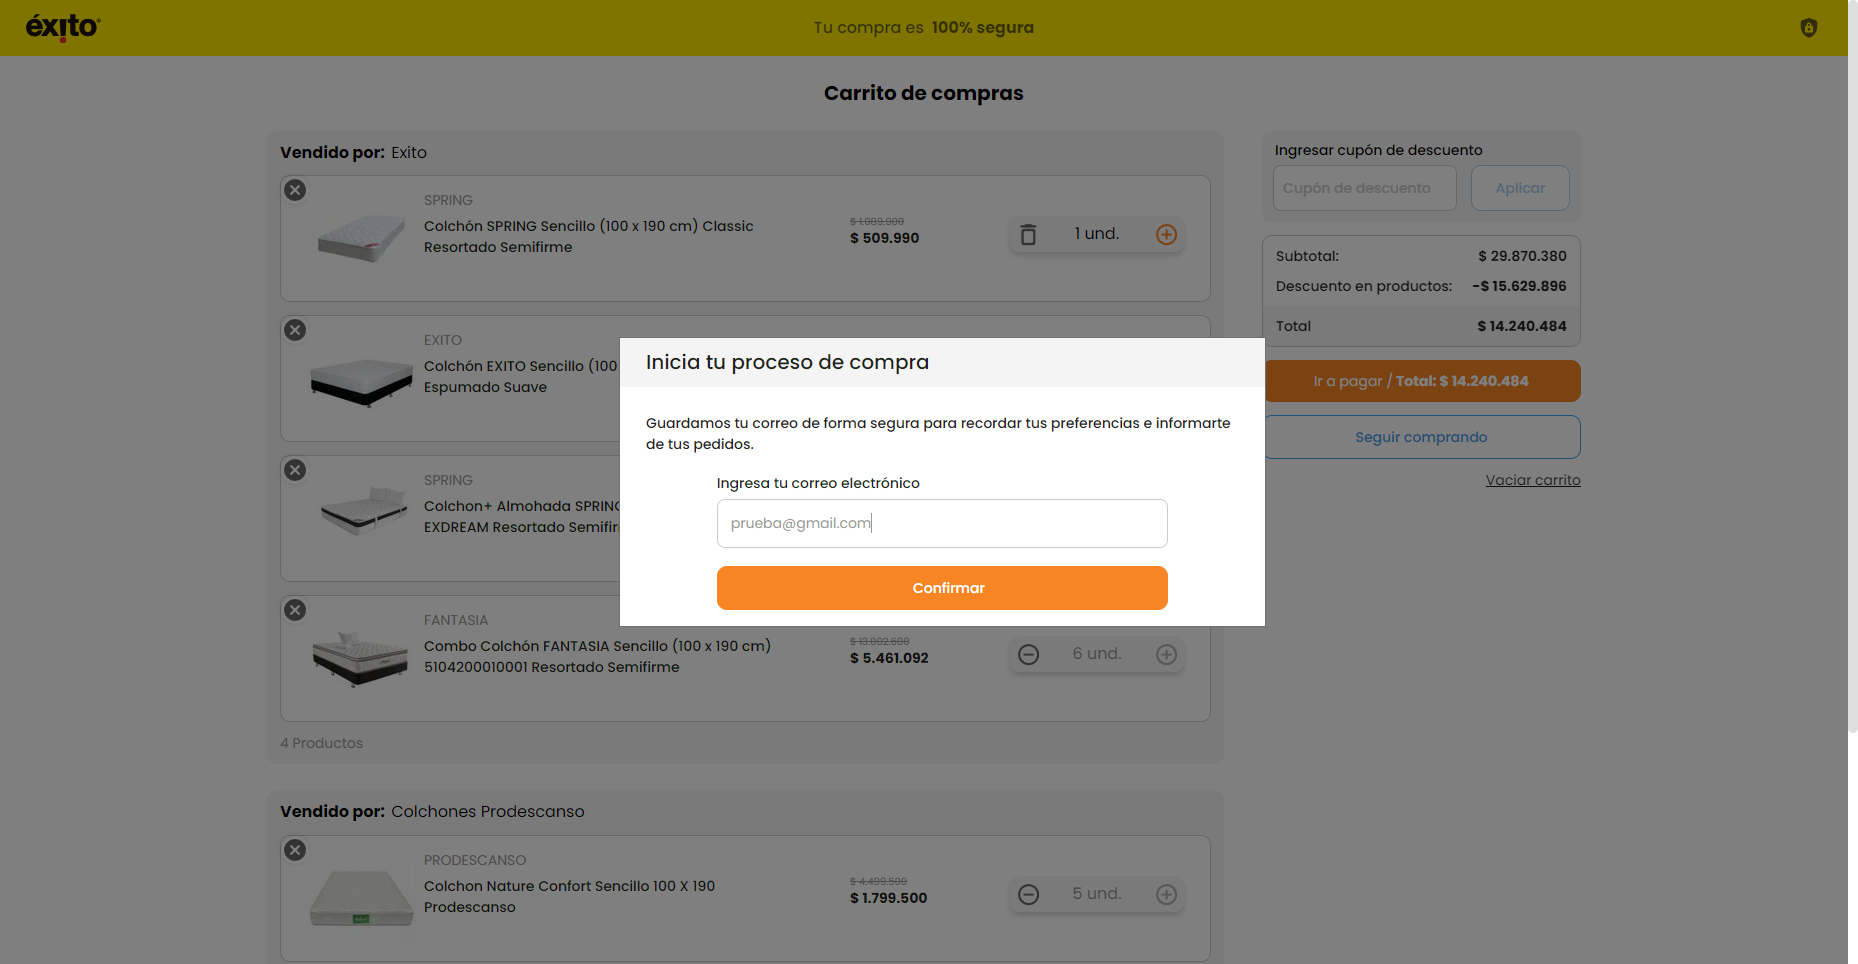 éxito
Tu compra es 100% segura
Carrito de compras
Vendido por: Exito
SPRING
Colchón SPRING Sencillo (100 x 190 cm) Classic
Resortado Semifirme
$ 1.089.900
$ 509.990
1 und.
EXITO
Colchón EXITO Sencillo (100
Espumado Suave
SPRING
Colchon+ Almohada SPRING
EXDREAM Resortado Semifir
FANTASIA
Combo Colchón FANTASIA Sencillo (100 x 190 cm)
5104200010001 Resortado Semifirme
$ 13.002.600
$ 5.461.092
6 und.
4 Productos
Vendido por: Colchones Prodescanso
PRODESCANSO
Colchon Nature Confort Sencillo 100 X 190
Prodescanso
$ 4.499.500
$ 1.799.500
5 und.
Ingresar cupón de descuento
Cupón de descuento
Aplicar
Subtotal: $ 29.870.380
Descuento en productos: -$ 15.629.896
Total $ 14.240.484
Ir a pagar / Total: $ 14.240.484
Seguir comprando
Vaciar carrito
Inicia tu proceso de compra
Guardamos tu correo de forma segura para recordar tus preferencias e informarte
de tus pedidos.
Ingresa tu correo electrónico
prueba@gmail.com
Confirmar